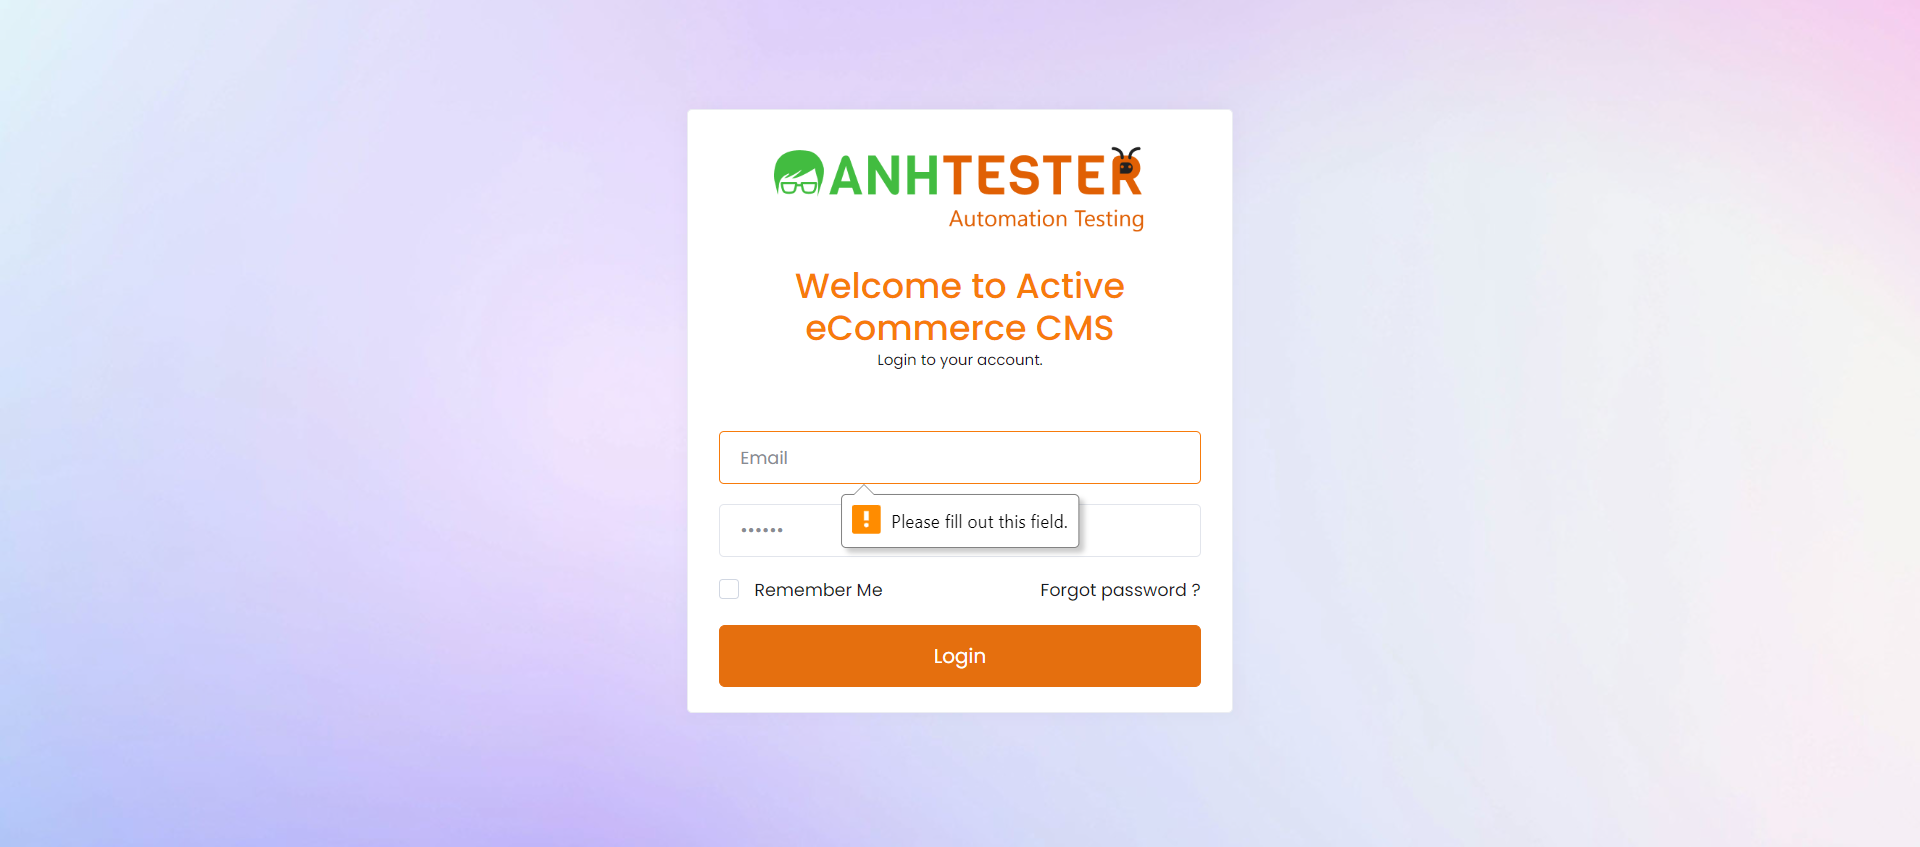 ANHTESTER
Automation Testing
Welcome to Active
eCommerce CMS
Login to your account.
Email
Please fill out this field.
••••••
Remember Me
Forgot password ?
Login